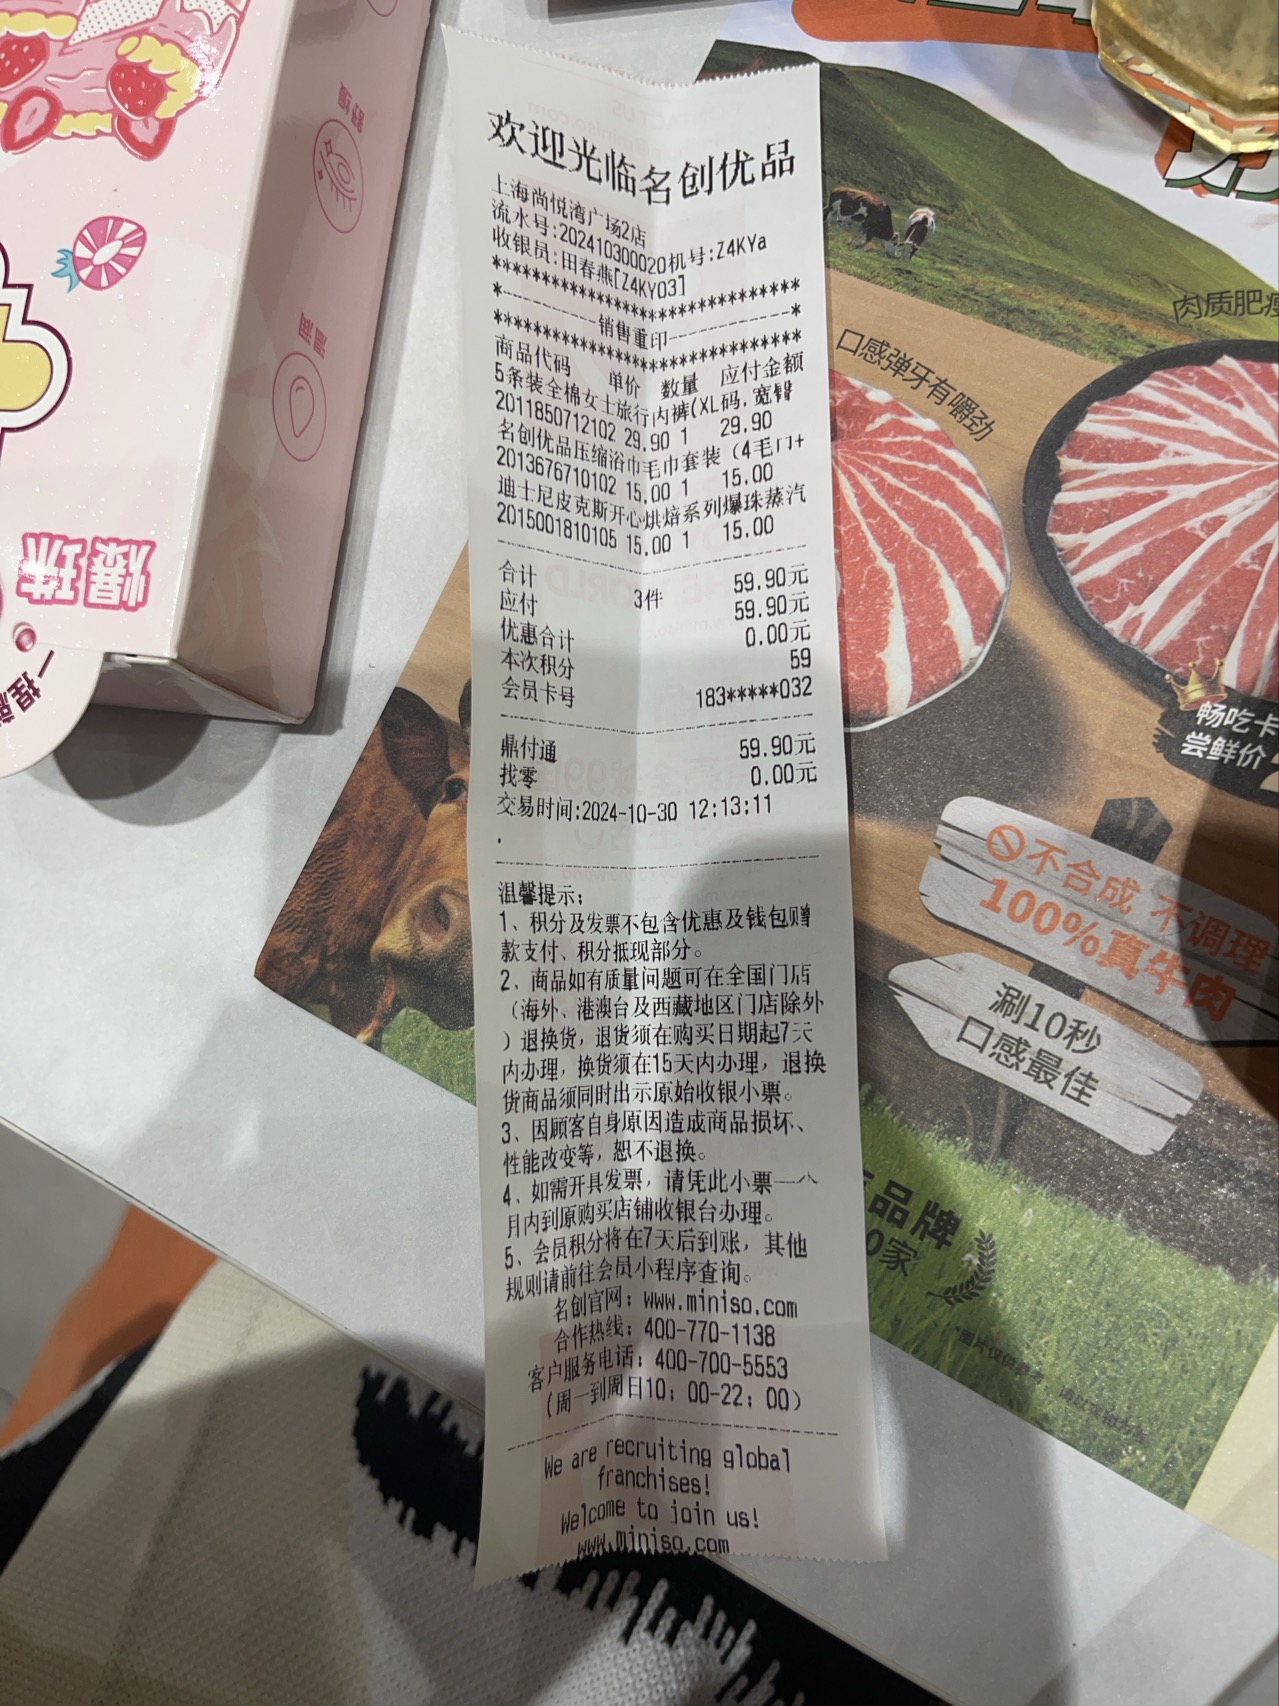 欢迎光临名创优品
上海尚悦湾广场2店
流水号:202410300020机号:Z4KYa
收银员:田春燕[Z4KY03]
*********************************
*----------销售重印----------*
*********************************
商品代码 单价 数量 应付金额
5条装全棉女士旅行内裤(XL码,宽臀
2011850712102 29.90 1 29.90
名创优品压缩浴巾毛巾套装（4毛巾+
2013676710102 15.00 1 15.00
迪士尼皮克斯开心烘焙系列爆珠蒸汽
2015001810105 15.00 1 15.00
合计 3件 59.90元
应付 59.90元
优惠合计 0.00元
本次积分 59
会员卡号 183*****032
鼎付通 59.90元
找零 0.00元
交易时间:2024-10-30 12:13:11
.
温馨提示:
1、积分及发票不包含优惠及钱包赠
款支付、积分抵现部分。
2、商品如有质量问题可在全国门店
（海外、港澳台及西藏地区门店除外
）退换货，退货须在购买日期起7天
内办理，换货须在15天内办理，退换
货商品须同时出示原始收银小票。
3、因顾客自身原因造成商品损坏、
性能改变等，恕不退换。
4、如需开具发票，请凭此小票一个
月内到原购买店铺收银台办理。
5、会员积分将在7天后到账，其他
规则请前往会员小程序查询。
名创官网：www.miniso.com
合作热线：400-770-1138
客户服务电话：400-700-5553
（周一到周日10：00-22：00）
We are recruiting global
franchises!
Welcome to join us!
www.miniso.com
舒缓
温润
爆珠
一捏
肉质肥
口感弹牙有嚼劲
畅吃卡
尝鲜价
不合成 不调理
100%真牛肉
涮10秒
口感最佳
品牌
0家